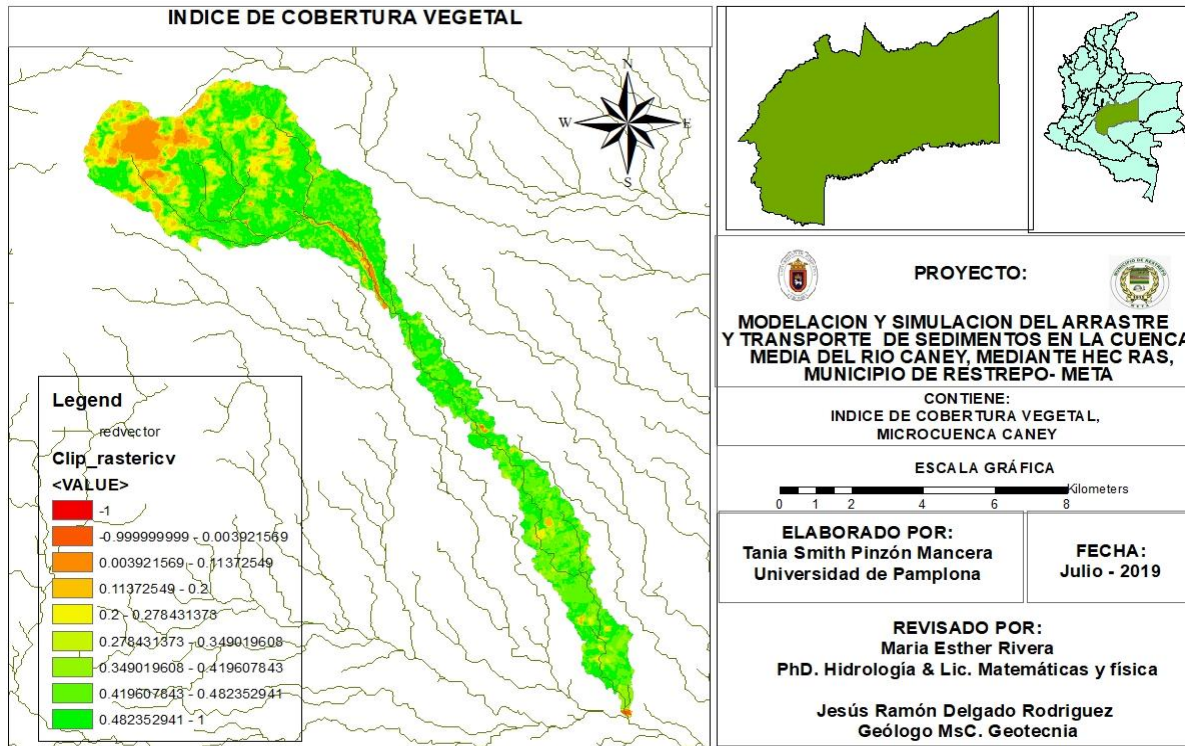 INDICE DE COBERTURA VEGETAL
N
W
E
S
Legend
redvector
Clip_rastericv
<VALUE>
-1
-0.999999999 - 0.003921569
0.003921569 - 0.11372549
0.11372549 - 0.2
0.2 - 0.278431373
0.278431373 - 0.349019608
0.349019608 - 0.419607843
0.419607843 - 0.482352941
0.482352941 - 1
PROYECTO:
MUNICIPIO DE RESTREPO
META
MODELACION Y SIMULACION DEL ARRASTRE
Y TRANSPORTE DE SEDIMENTOS EN LA CUENCA
MEDIA DEL RIO CANEY, MEDIANTE HEC RAS,
MUNICIPIO DE RESTREPO- META
CONTIENE:
INDICE DE COBERTURA VEGETAL,
MICROCUENCA CANEY
ESCALA GRÁFICA
Kilometers
0 1 2 4 6 8
ELABORADO POR:
Tania Smith Pinzón Mancera
Universidad de Pamplona
FECHA:
Julio - 2019
REVISADO POR:
Maria Esther Rivera
PhD. Hidrología & Lic. Matemáticas y física
Jesús Ramón Delgado Rodriguez
Geólogo MsC. Geotecnia